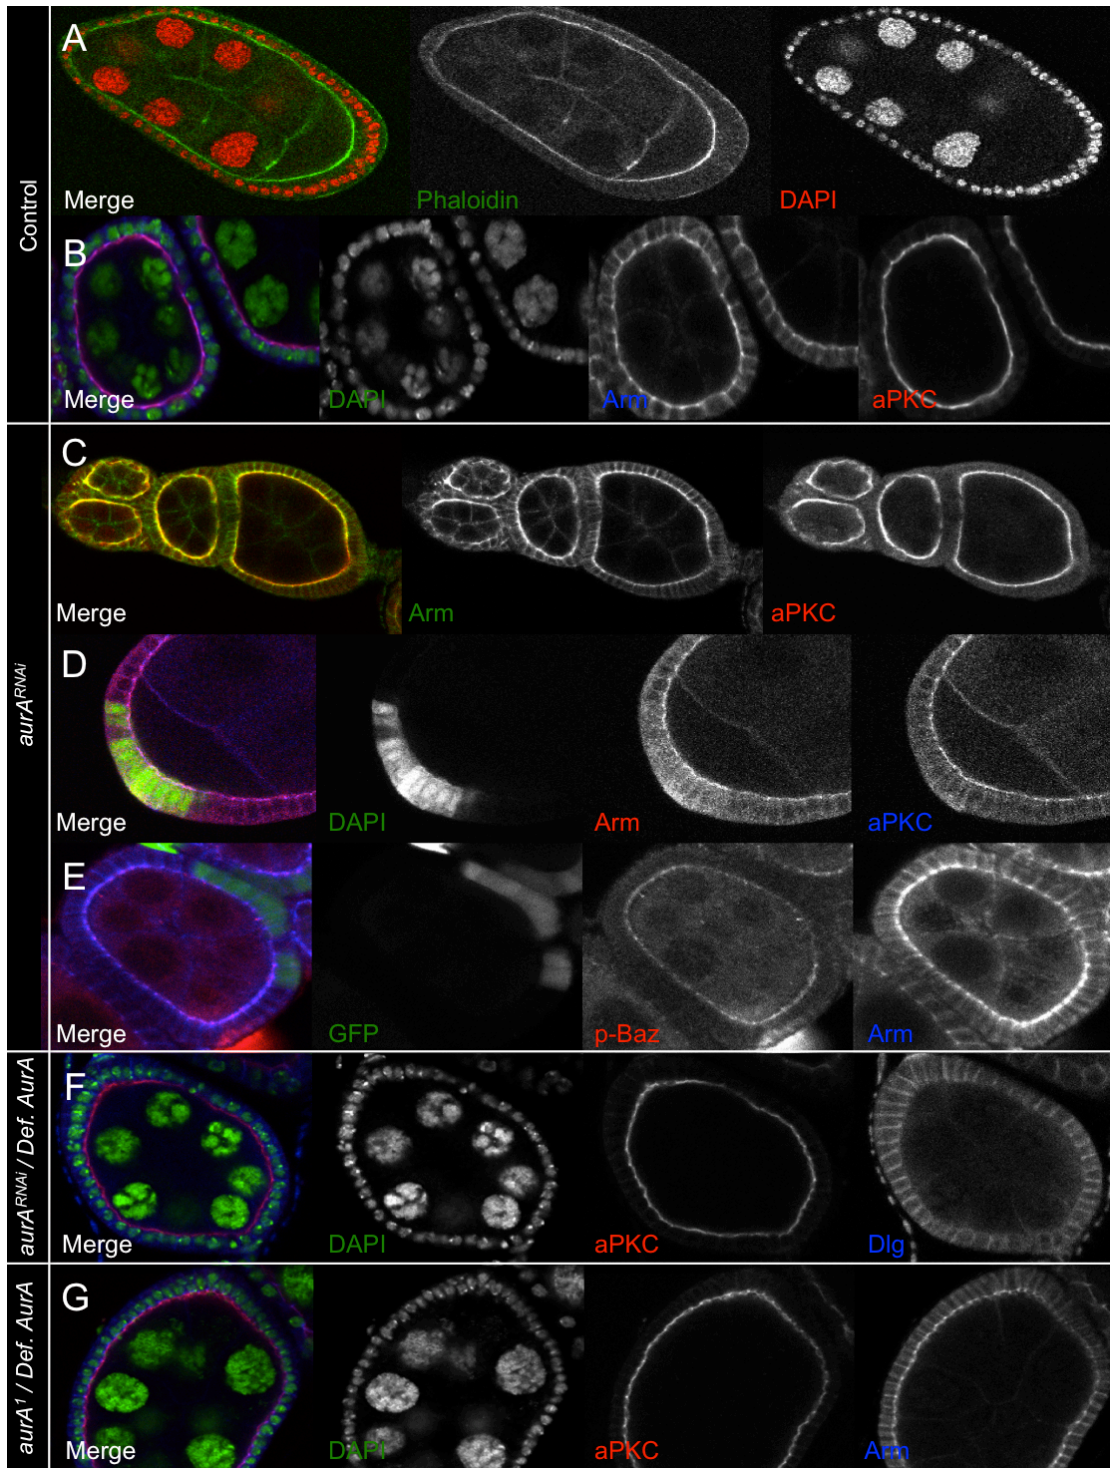 Control
A
Merge
Phaloidin
DAPI
B
Merge
DAPI
Arm
aPKC
aurA^RNAi
C
Merge
Arm
aPKC
D
Merge
DAPI
Arm
aPKC
E
Merge
GFP
p-Baz
Arm
aurA^RNAi / Def. AurA
F
Merge
DAPI
aPKC
Dlg
aurA^1 / Def. AurA
G
Merge
DAPI
aPKC
Arm